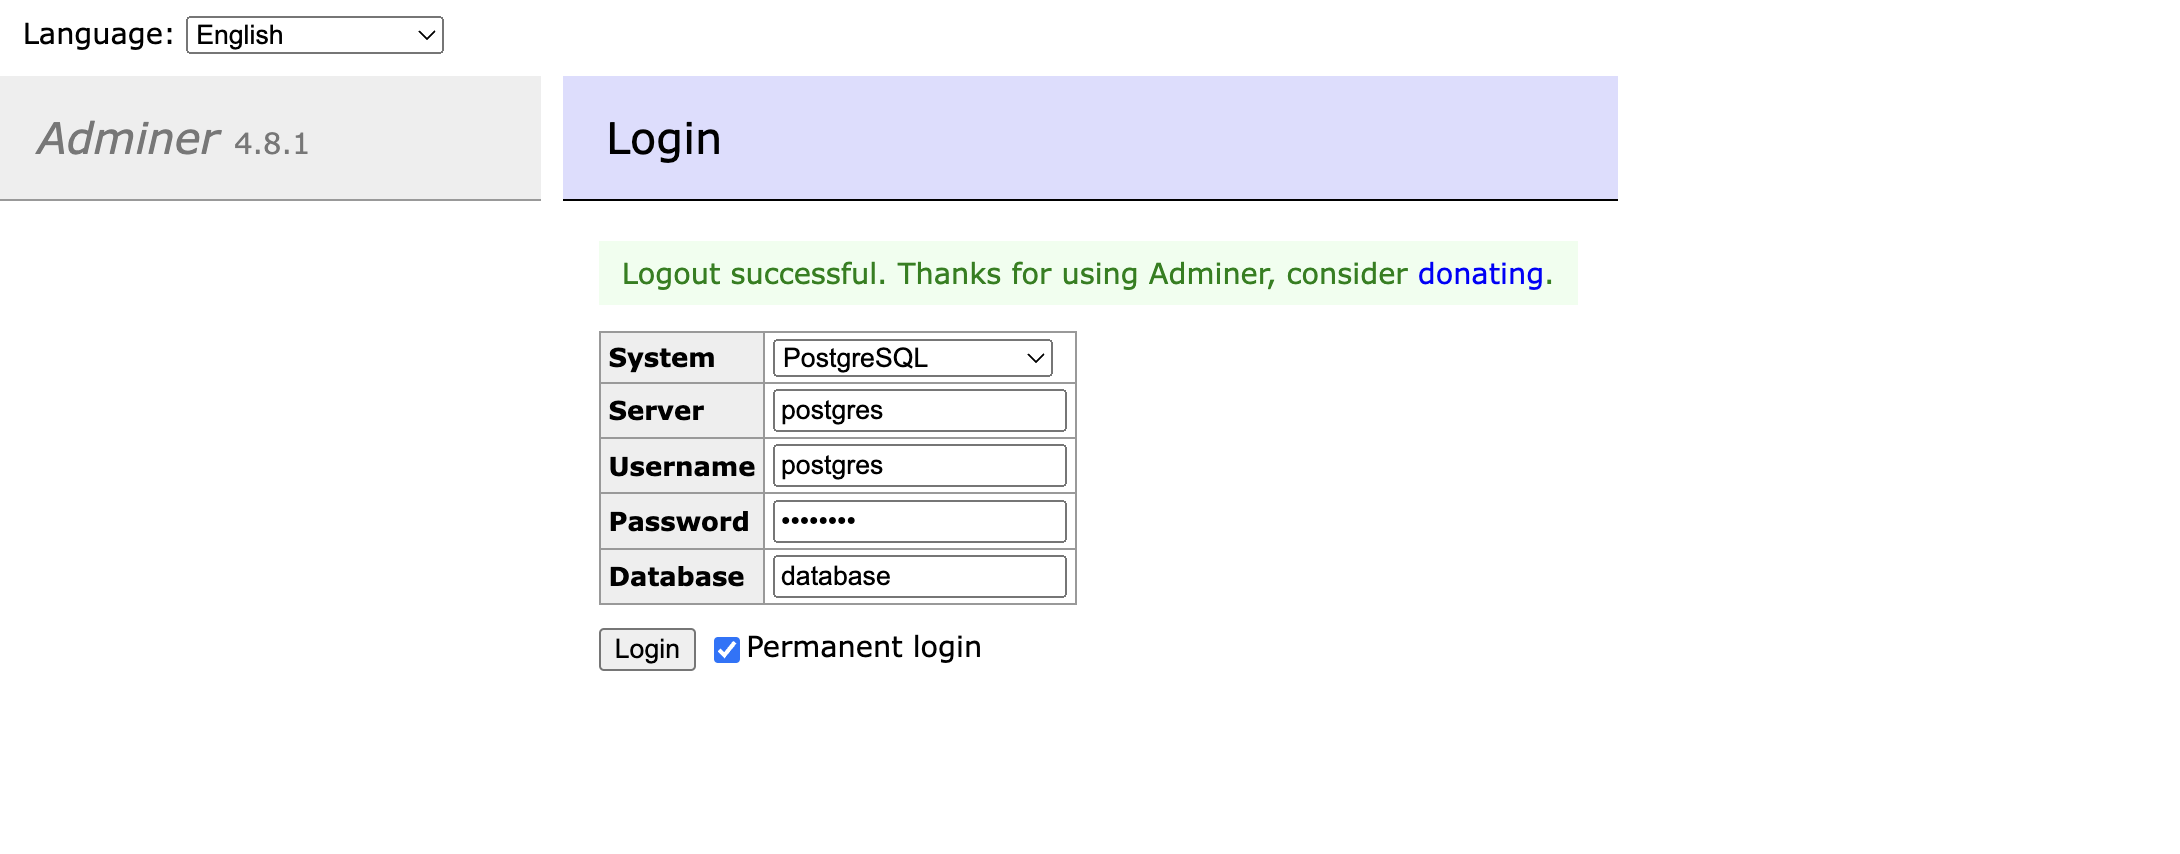 Language: English
Adminer 4.8.1
Login
Logout successful. Thanks for using Adminer, consider donating.
System PostgreSQL
Server postgres
Username postgres
Password ••••••••
Database database
Login Permanent login